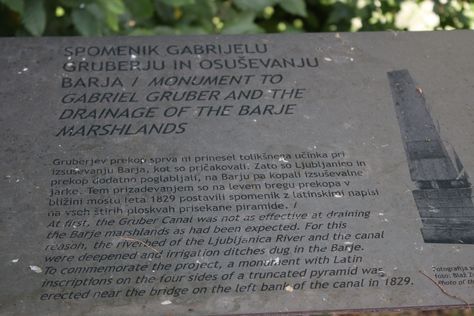 SPOMENIK GABRIJELU
GRUBERJU IN OSUŠEVANJU
BARJA / MONUMENT TO
GABRIEL GRUBER AND THE
DRAINAGE OF THE BARJE
MARSHLANDS
Gruberjev prekop sprva ni prinesel tolikšnega učinka pri
izsuševanju Barja, kot so pričakovali. Zato so Ljubljanico in
prekop dodatno poglabljali, na Barju pa kopali izsuševalne
jarke. Tem prizadevanjem so na levem bregu prekopa v
bližini mostu leta 1829 postavili spomenik z latinskimi napisi
na vseh štirih ploskvah prisekane piramide. /
At first, the Gruber Canal was not as effective at draining
the Barje marshlands as had been expected. For this
reason, the riverbed of the Ljubljanica River and the canal
were deepened and irrigation ditches dug in the Barje.
To commemorate the project, a monument with Latin
inscriptions on the four sides of a truncated pyramid was
erected near the bridge on the left bank of the canal in 1829.
Fotografija
foto: Blaž
Photo